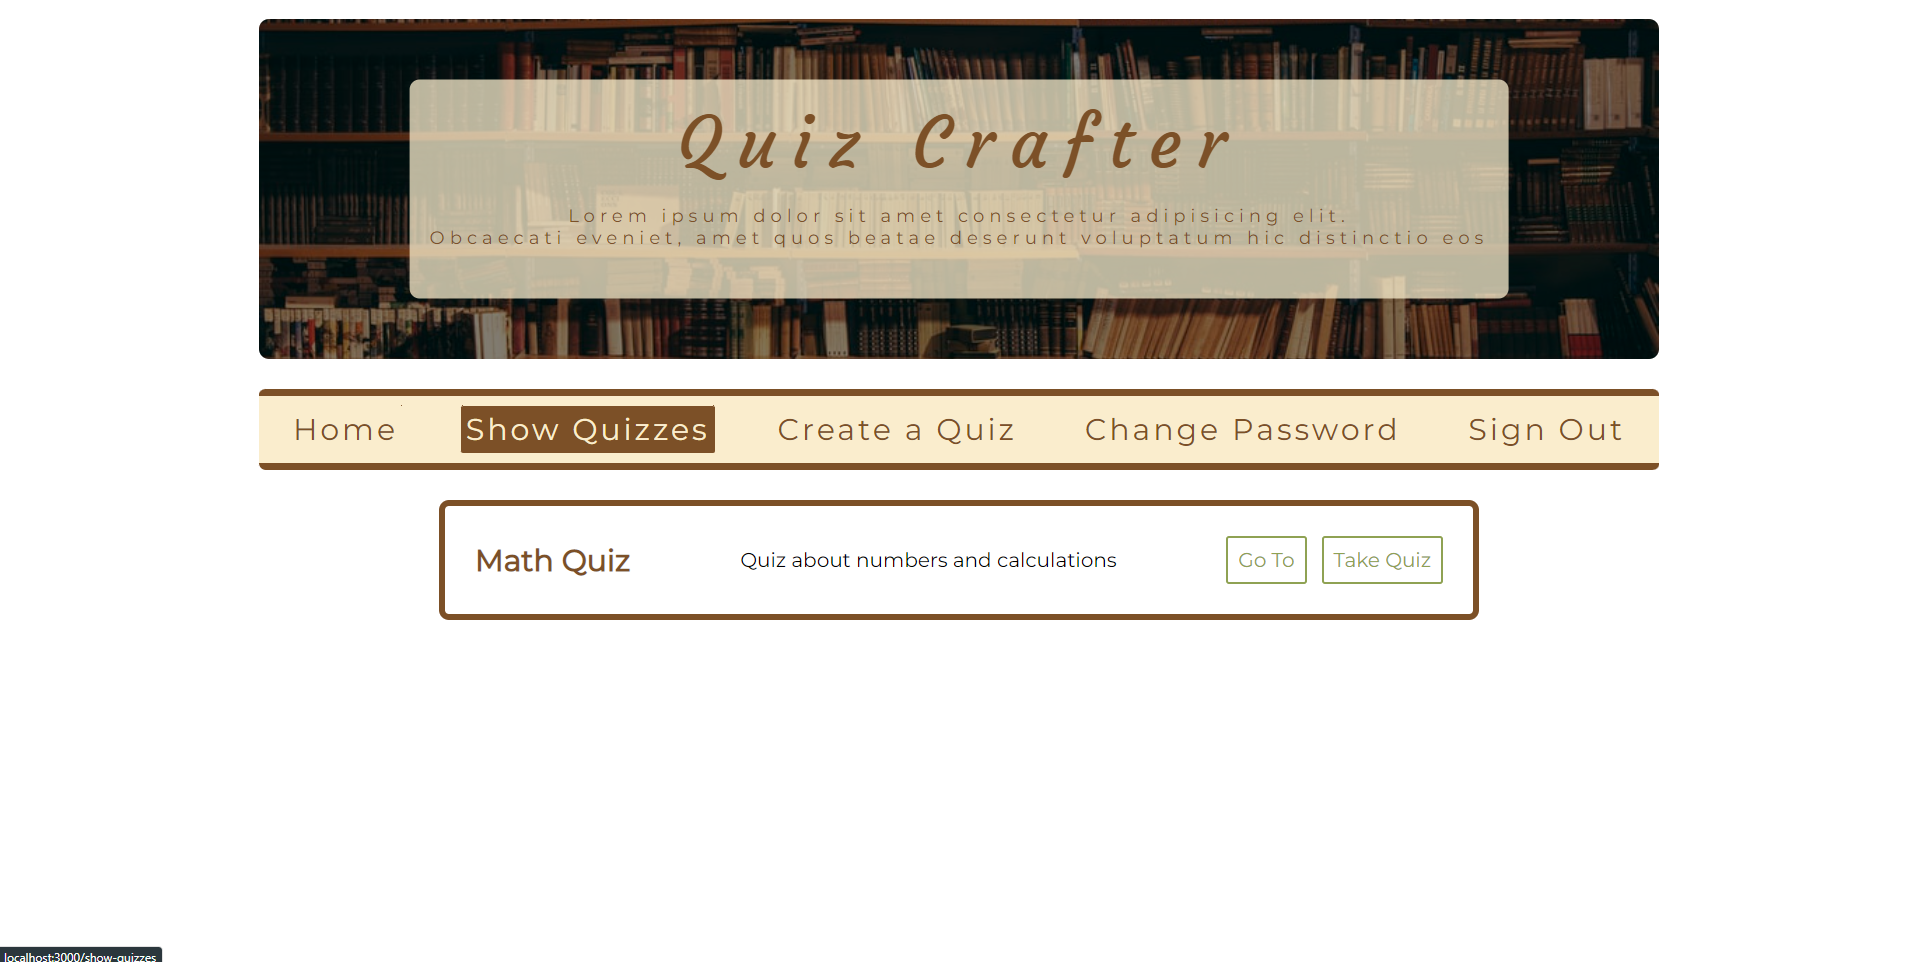 Quiz Crafter
Lorem ipsum dolor sit amet consectetur adipisicing elit.
Obcaecati eveniet, amet quos beatae deserunt voluptatum hic distinctio eos
Home Show Quizzes Create a Quiz Change Password Sign Out
Math Quiz Quiz about numbers and calculations Go To Take Quiz
localhost:3000/show-quizzes